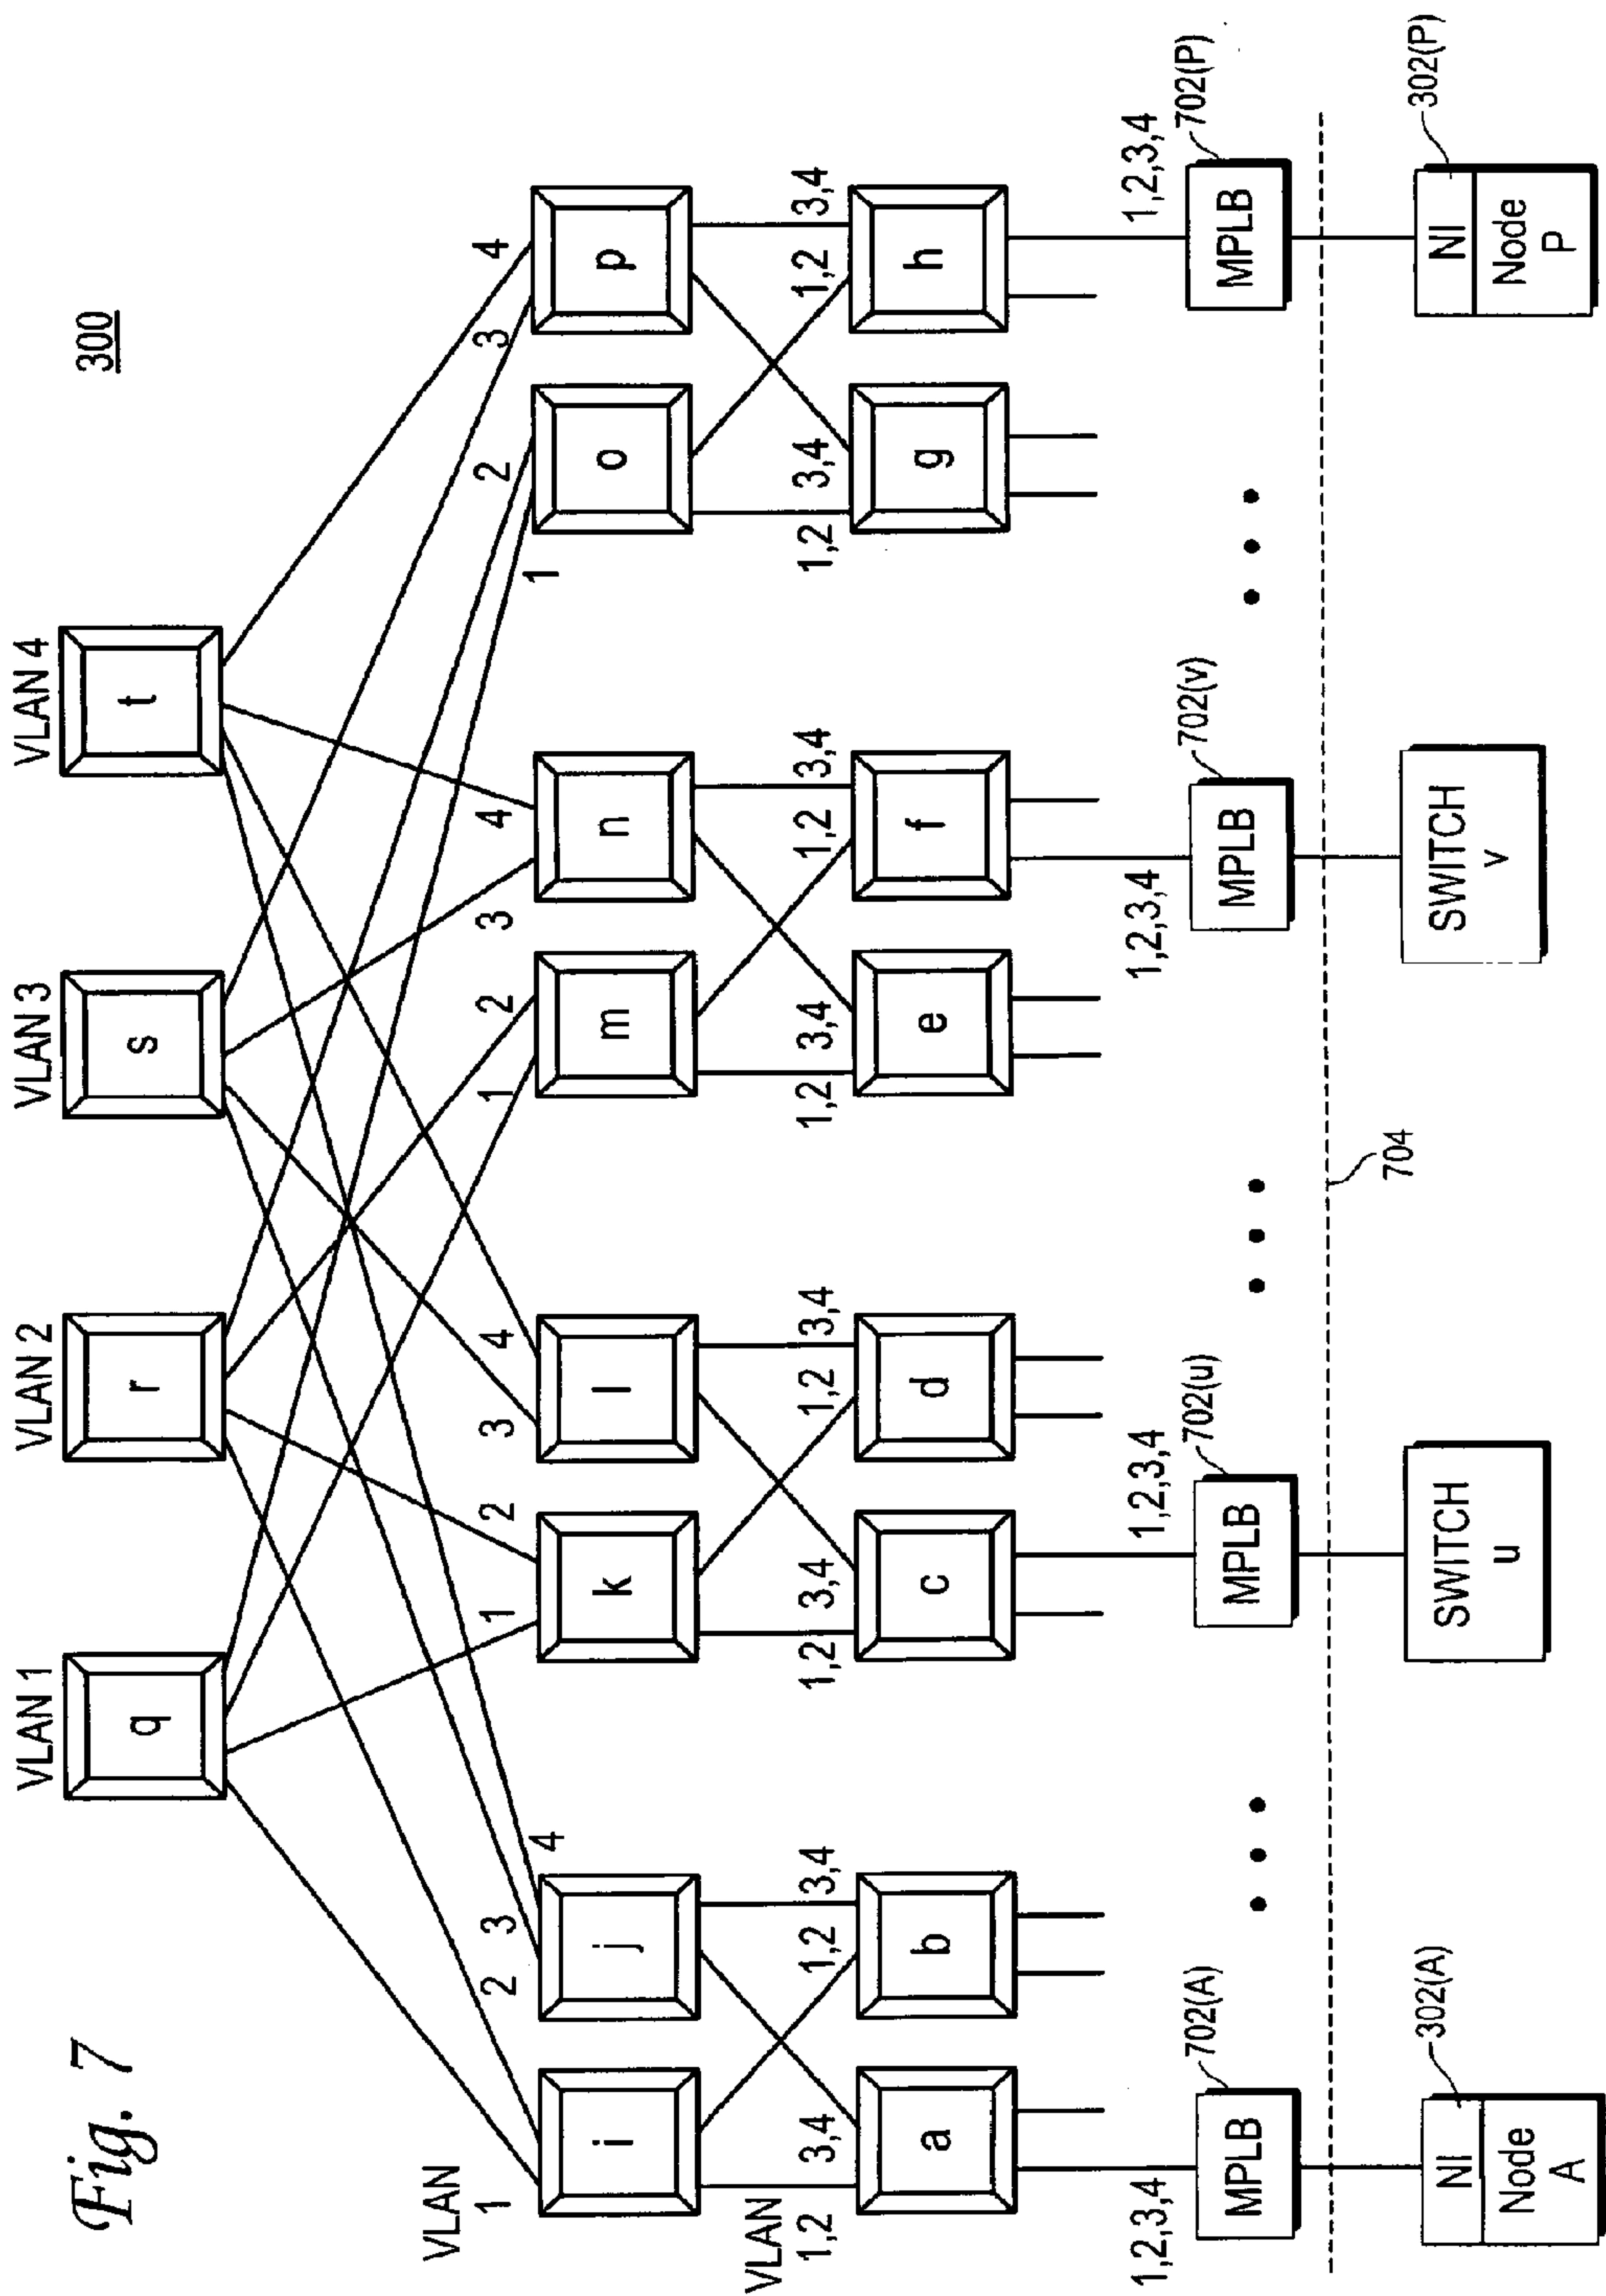 Fig. 7
300
VLAN 1
VLAN 2
VLAN 3
VLAN 4
q
r
s
t
VLAN
1
2
3
4
1
2
3
4
1
2
3
4
1
2
3
4
i
j
k
l
m
n
o
p
VLAN
1,2
3,4
1,2
3,4
1,2
3,4
1,2
3,4
1,2
3,4
1,2
3,4
1,2
3,4
1,2
3,4
a
b
c
d
e
f
g
h
1,2,3,4
702(A)
1,2,3,4
702(u)
1,2,3,4
702(v)
1,2,3,4
702(P)
MPLB
MPLB
MPLB
MPLB
704
302(A)
302(P)
NI
Node
A
SWITCH
u
SWITCH
v
NI
Node
P